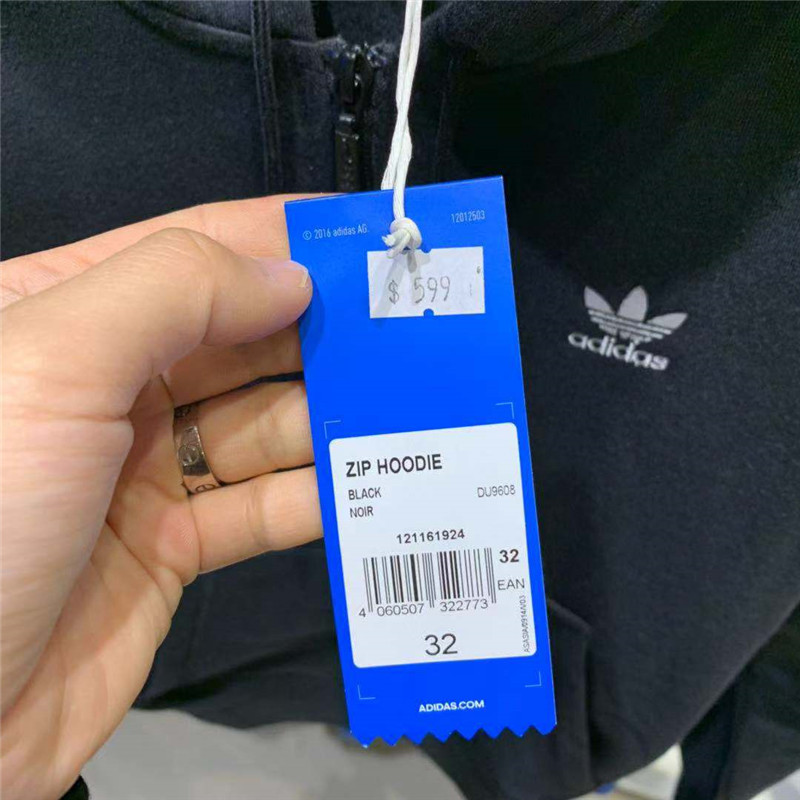 © 2016 adidas AG.
12012503
$ 599
adidas
ZIP HOODIE
BLACK
DU9608
NOIR
121161924
32
EAN
4 060507 322773
32
ADIDAS.COM